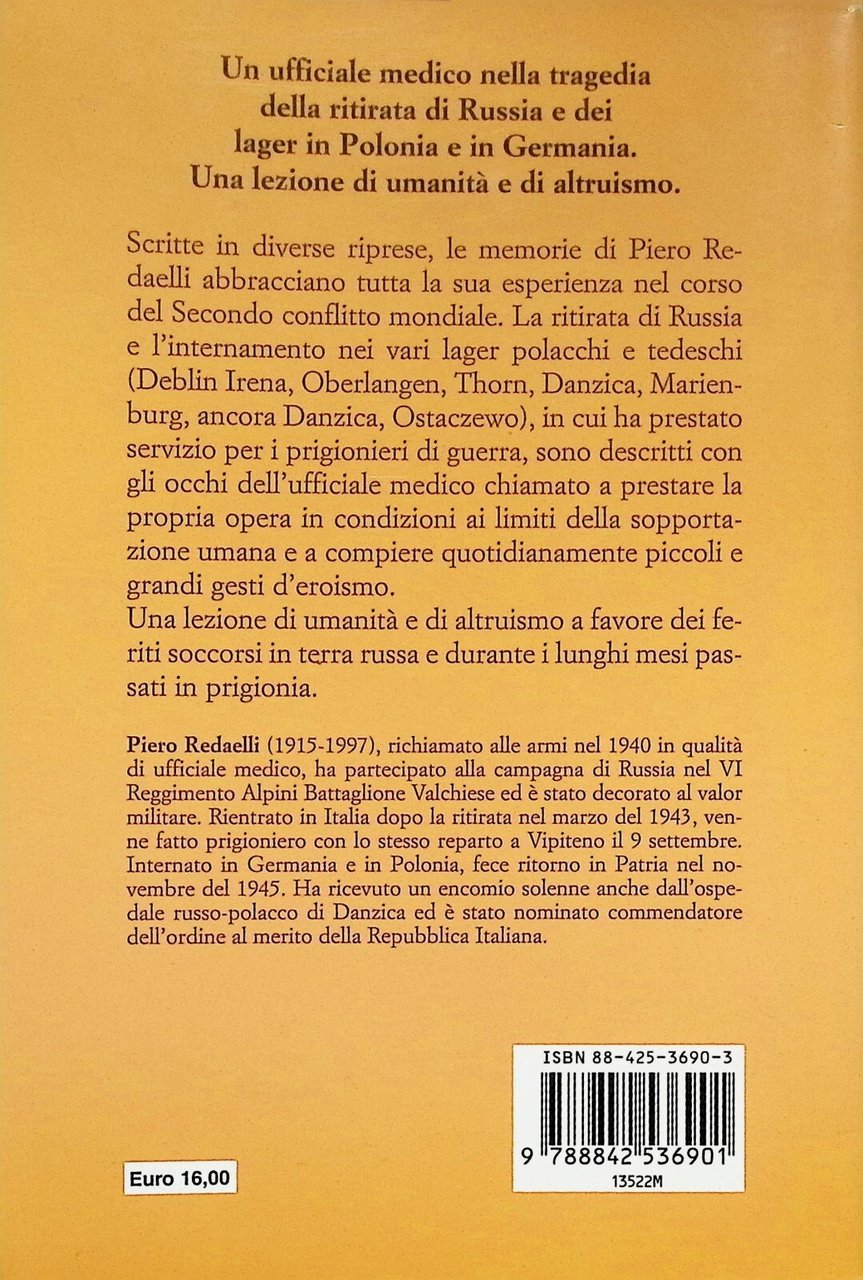 Un ufficiale medico nella tragedia
della ritirata di Russia e dei
lager in Polonia e in Germania.
Una lezione di umanità e di altruismo.
Scritte in diverse riprese, le memorie di Piero Re-
daelli abbracciano tutta la sua esperienza nel corso
del Secondo conflitto mondiale. La ritirata di Russia
e l'internamento nei vari lager polacchi e tedeschi
(Deblin Irena, Oberlangen, Thorn, Danzica, Marien-
burg, ancora Danzica, Ostaczewo), in cui ha prestato
servizio per i prigionieri di guerra, sono descritti con
gli occhi dell'ufficiale medico chiamato a prestare la
propria opera in condizioni ai limiti della sopporta-
zione umana e a compiere quotidianamente piccoli e
grandi gesti d'eroismo.
Una lezione di umanità e di altruismo a favore dei fe-
riti soccorsi in terra russa e durante i lunghi mesi pas-
sati in prigionia.
Piero Redaelli (1915-1997), richiamato alle armi nel 1940 in qualità
di ufficiale medico, ha partecipato alla campagna di Russia nel VI
Reggimento Alpini Battaglione Valchiese ed è stato decorato al valor
militare. Rientrato in Italia dopo la ritirata nel marzo del 1943, ven-
ne fatto prigioniero con lo stesso reparto a Vipiteno il 9 settembre.
Internato in Germania e in Polonia, fece ritorno in Patria nel no-
vembre del 1945. Ha ricevuto un encomio solenne anche dall'ospe-
dale russo-polacco di Danzica ed è stato nominato commendatore
dell'ordine al merito della Repubblica Italiana.
ISBN 88-425-3690-3
9 788842 536901
13522M
Euro 16,00